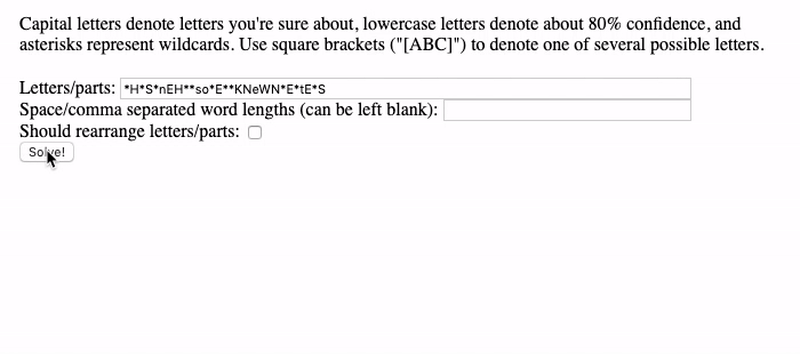 Capital letters denote letters you're sure about, lowercase letters denote about 80% confidence, and
asterisks represent wildcards. Use square brackets ("[ABC]") to denote one of several possible letters.
Letters/parts: *H*S*nEH**so*E**KNeWN*E*tE*S
Space/comma separated word lengths (can be left blank):
Should rearrange letters/parts:
Solve!